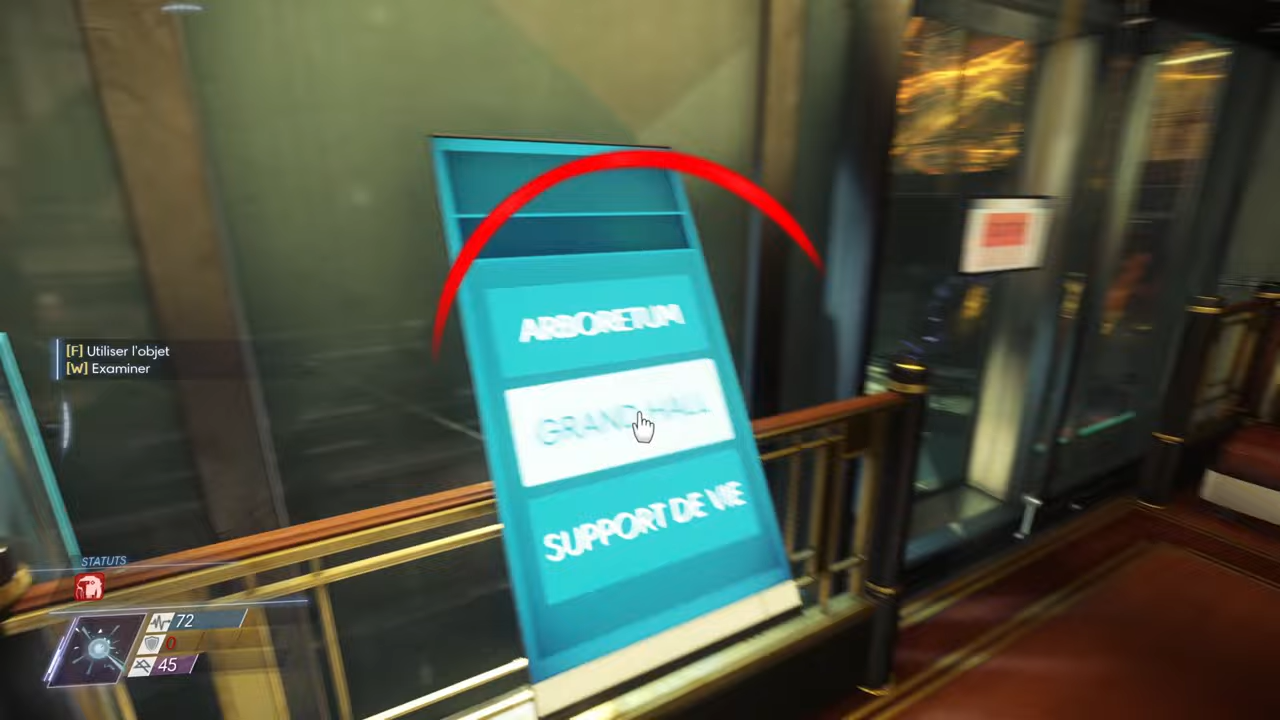 ARBORETUM
GRAND HALL
SUPPORT DE VIE
[F] Utiliser l'objet
[W] Examiner
STATUTS
72
0
45